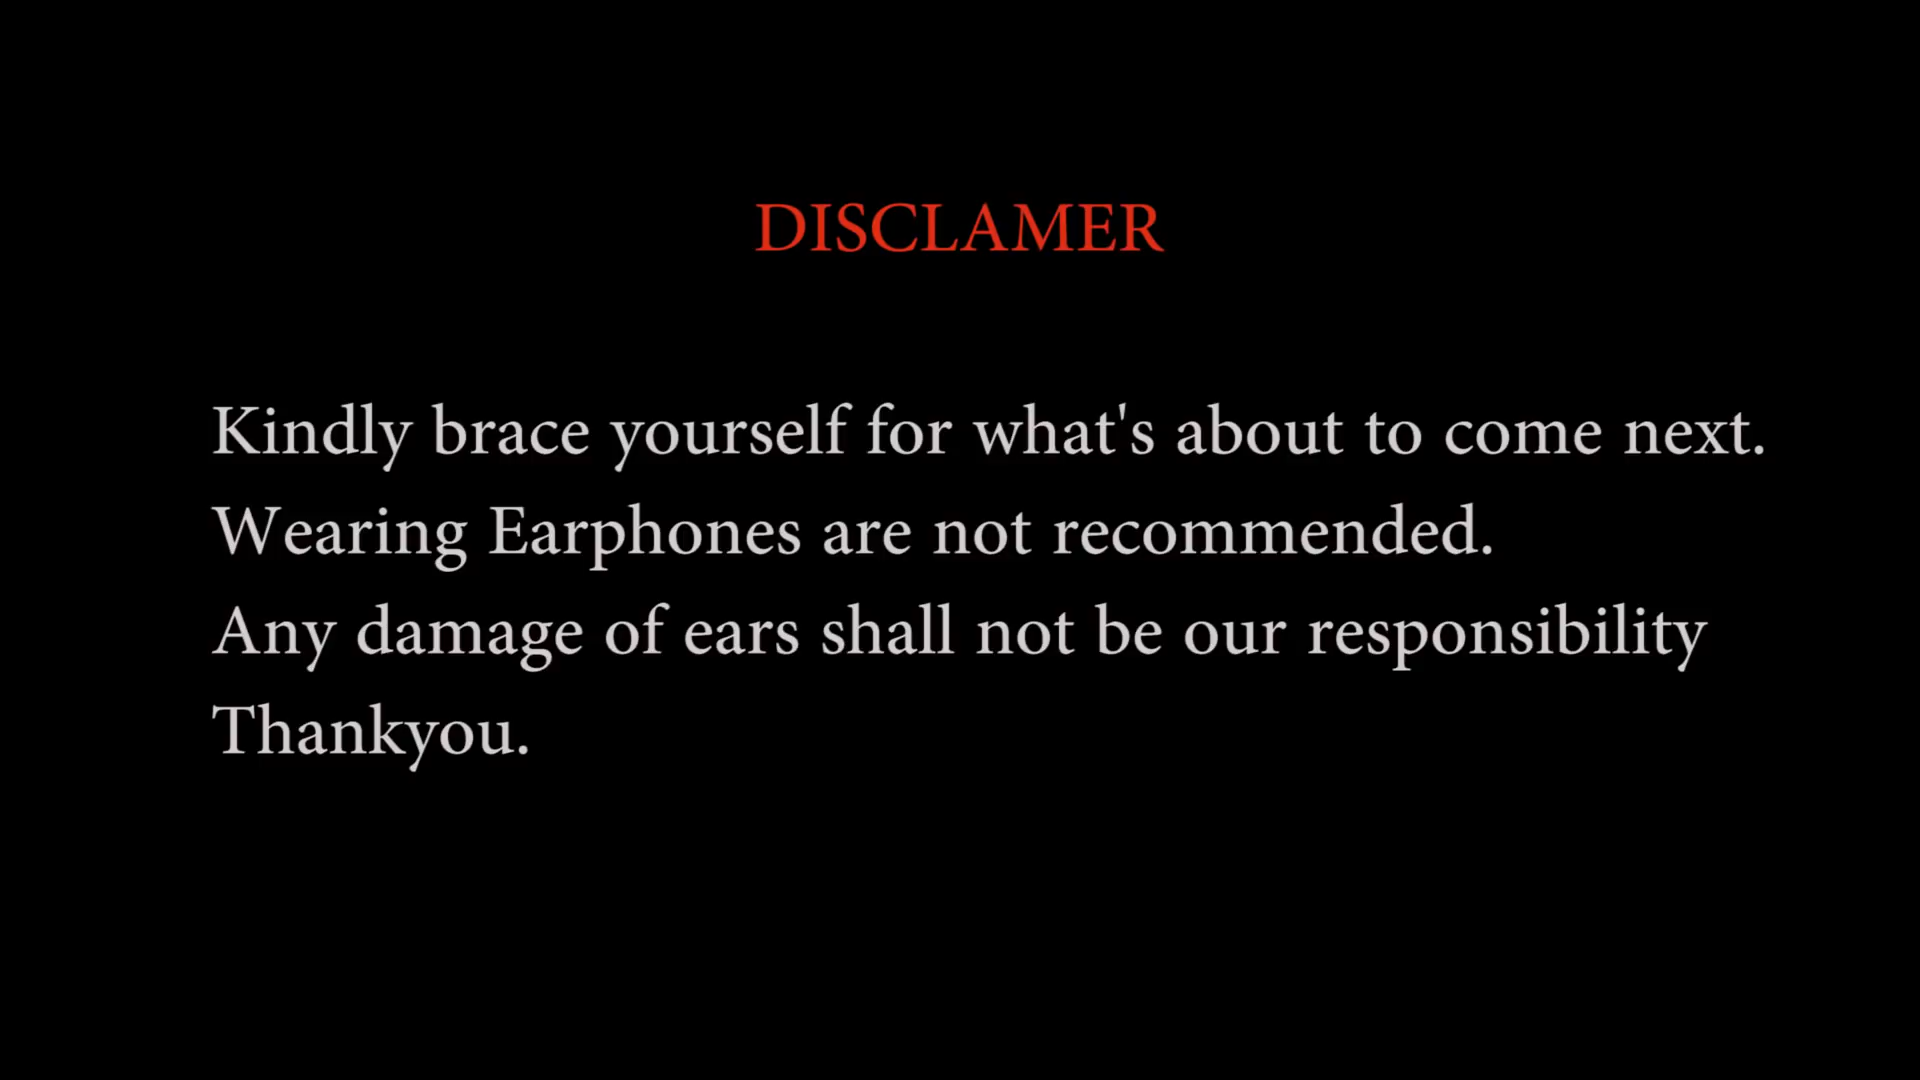 DISCLAMER
Kindly brace yourself for what's about to come next.
Wearing Earphones are not recommended.
Any damage of ears shall not be our responsibility
Thankyou.